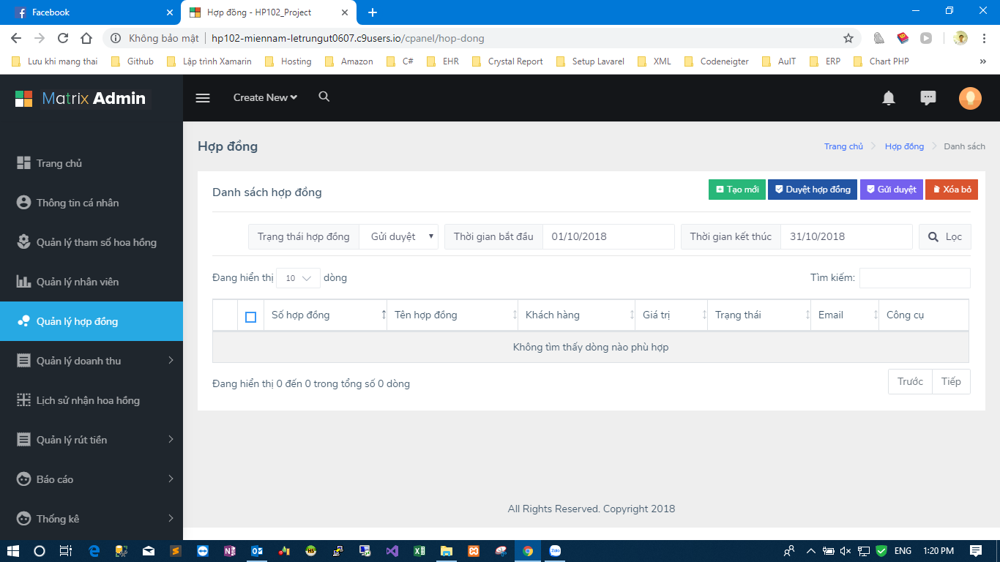 Facebook
Hợp đồng - HP102_Project
Không bảo mật
hp102-miennam-letrungut0607.c9users.io/cpanel/hop-dong
Lưu khi mang thai
Github
Lập trình Xamarin
Hosting
Amazon
C#
EHR
Crystal Report
Setup Lavarel
XML
Codeneigter
AuIT
ERP
Chart PHP
Matrix Admin
Create New
Trang chủ
Thông tin cá nhân
Quản lý tham số hoa hồng
Quản lý nhân viên
Quản lý hợp đồng
Quản lý doanh thu
Lịch sử nhận hoa hồng
Quản lý rút tiền
Báo cáo
Thống kê
Hợp đồng
Trang chủ
Hợp đồng
Danh sách
Danh sách hợp đồng
Tạo mới
Duyệt hợp đồng
Gửi duyệt
Xóa bỏ
Trạng thái hợp đồng
Gửi duyệt
Thời gian bắt đầu
01/10/2018
Thời gian kết thúc
31/10/2018
Lọc
Đang hiển thị 10 dòng
Tìm kiếm:
Số hợp đồng
Tên hợp đồng
Khách hàng
Giá trị
Trạng thái
Email
Công cụ
Không tìm thấy dòng nào phù hợp
Đang hiển thị 0 đến 0 trong tổng số 0 dòng
Trước
Tiếp
All Rights Reserved. Copyright 2018
ENG
1:20 PM